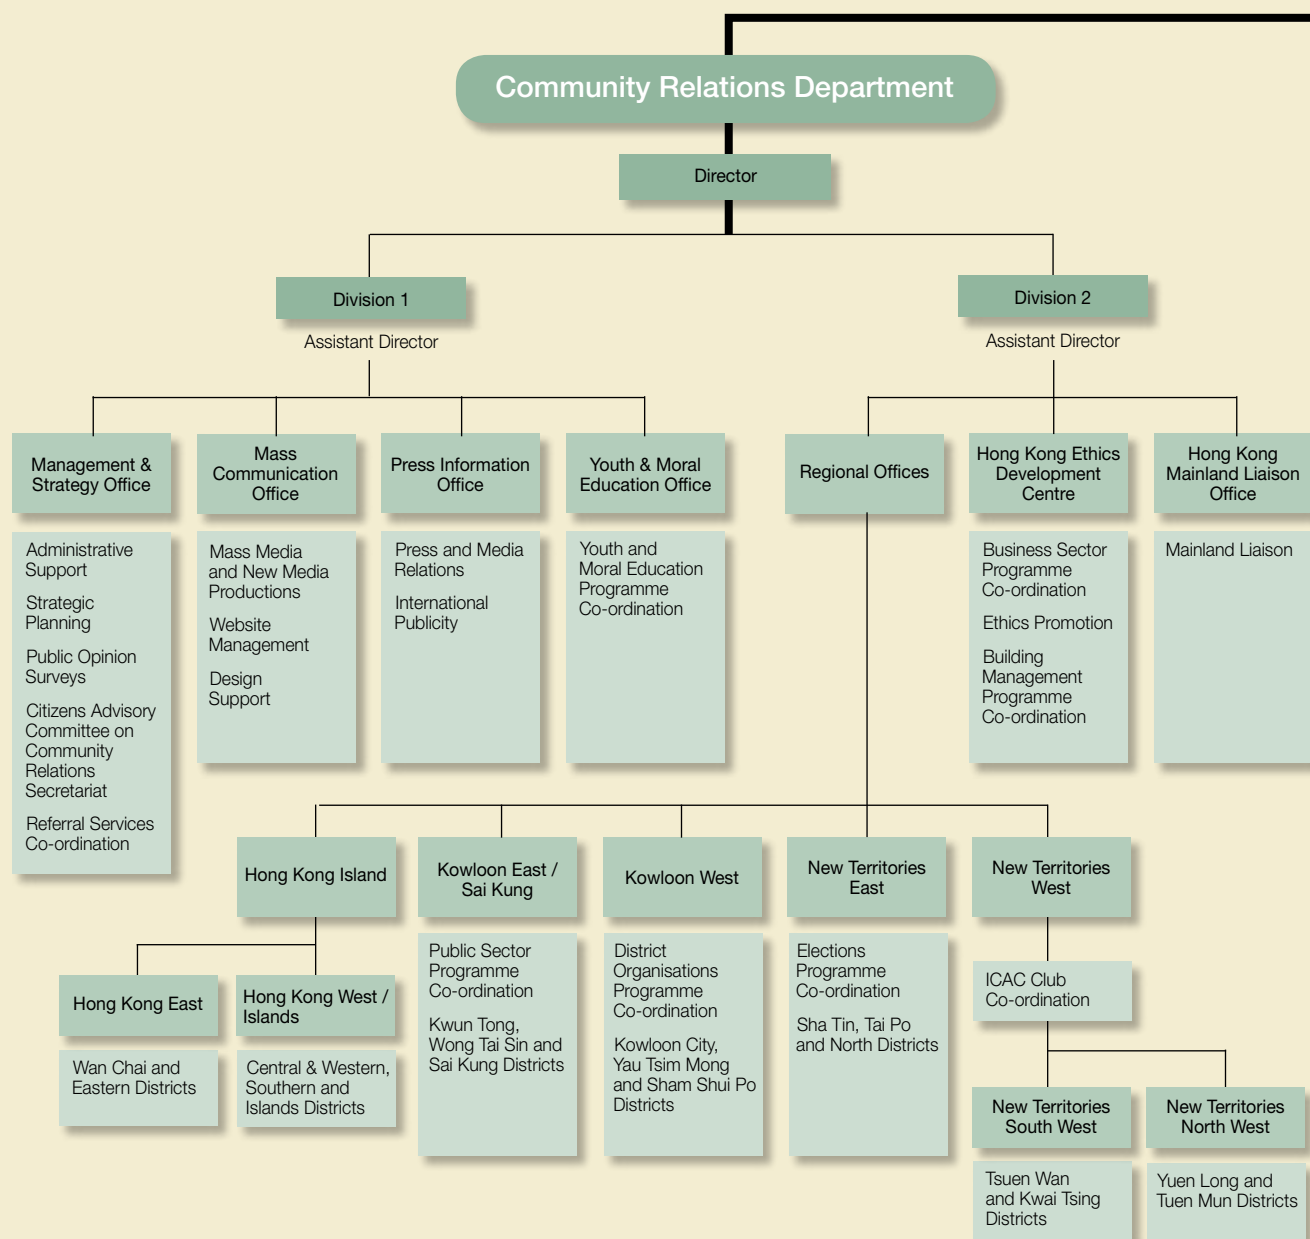 Community Relations Department
Director
Division 1
Assistant Director
Division 2
Assistant Director
Management &
Strategy Office
Administrative
Support
Strategic
Planning
Public Opinion
Surveys
Citizens Advisory
Committee on
Community
Relations
Secretariat
Referral Services
Co-ordination
Mass
Communication
Office
Mass Media
and New Media
Productions
Website
Management
Design
Support
Press Information
Office
Press and Media
Relations
International
Publicity
Youth & Moral
Education Office
Youth and
Moral Education
Programme
Co-ordination
Regional Offices
Hong Kong Ethics
Development
Centre
Business Sector
Programme
Co-ordination
Ethics Promotion
Building
Management
Programme
Co-ordination
Hong Kong
Mainland Liaison
Office
Mainland Liaison
Hong Kong Island
Hong Kong East
Wan Chai and
Eastern Districts
Hong Kong West /
Islands
Central & Western,
Southern and
Islands Districts
Kowloon East /
Sai Kung
Public Sector
Programme
Co-ordination
Kwun Tong,
Wong Tai Sin and
Sai Kung Districts
Kowloon West
District
Organisations
Programme
Co-ordination
Kowloon City,
Yau Tsim Mong
and Sham Shui Po
Districts
New Territories
East
Elections
Programme
Co-ordination
Sha Tin, Tai Po
and North Districts
New Territories
West
ICAC Club
Co-ordination
New Territories
South West
Tsuen Wan
and Kwai Tsing
Districts
New Territories
North West
Yuen Long and
Tuen Mun Districts